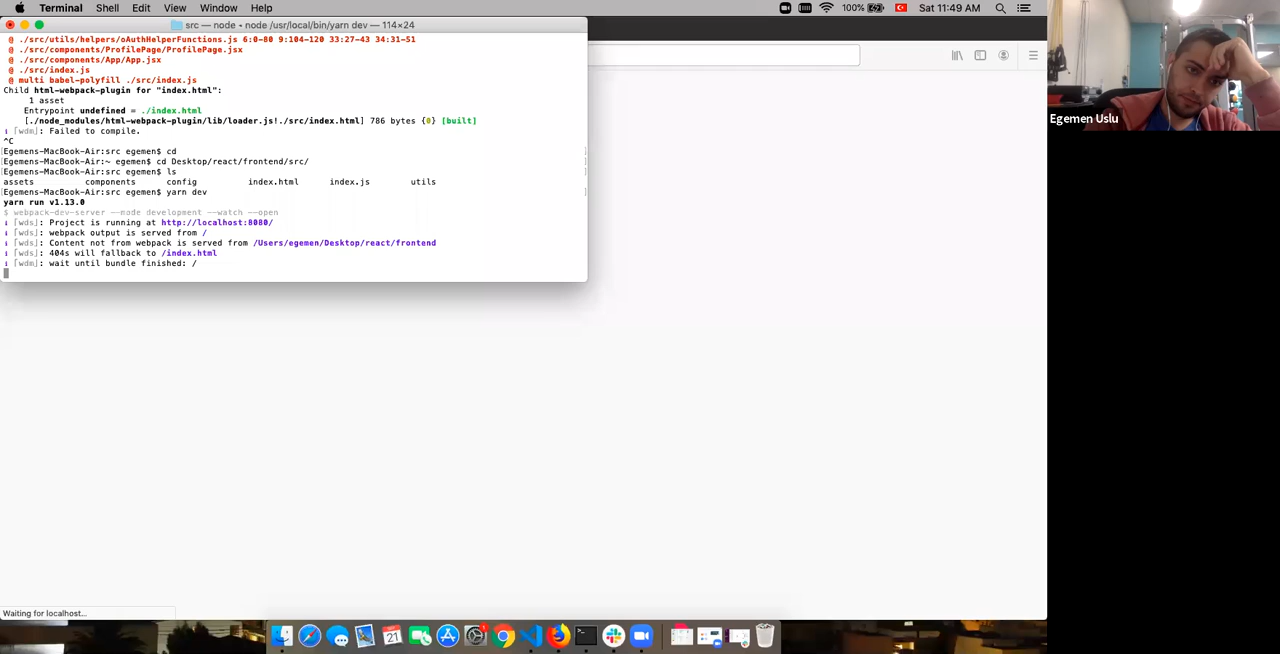 Terminal Shell Edit View Window Help
100% Sat 11:49 AM
src — node ◂ node /usr/local/bin/yarn dev — 114×24
@ ./src/utils/helpers/oAuthHelperFunctions.js 6:0-80 9:104-120 33:27-43 34:31-51
@ ./src/components/ProfilePage/ProfilePage.jsx
@ ./src/components/App/App.jsx
@ ./src/index.js
@ multi babel-polyfill ./src/index.js
Child html-webpack-plugin for "index.html":
1 asset
Entrypoint undefined = ./index.html
[./node_modules/html-webpack-plugin/lib/loader.js!./src/index.html] 786 bytes {0} [built]
ℹ ｢wdm｣: Failed to compile.
^C
Egemens-MacBook-Air:src egemen$ cd
Egemens-MacBook-Air:~ egemen$ cd Desktop/react/frontend/src/
Egemens-MacBook-Air:src egemen$ ls
assets components config index.html index.js utils
Egemens-MacBook-Air:src egemen$ yarn dev
yarn run v1.13.0
$ webpack-dev-server --mode development --watch --open
ℹ ｢wds｣: Project is running at http://localhost:8080/
ℹ ｢wds｣: webpack output is served from /
ℹ ｢wds｣: Content not from webpack is served from /Users/egemen/Desktop/react/frontend
ℹ ｢wds｣: 404s will fallback to /index.html
ℹ ｢wdm｣: wait until bundle finished: /
Egemen Uslu
Waiting for localhost...
21
1